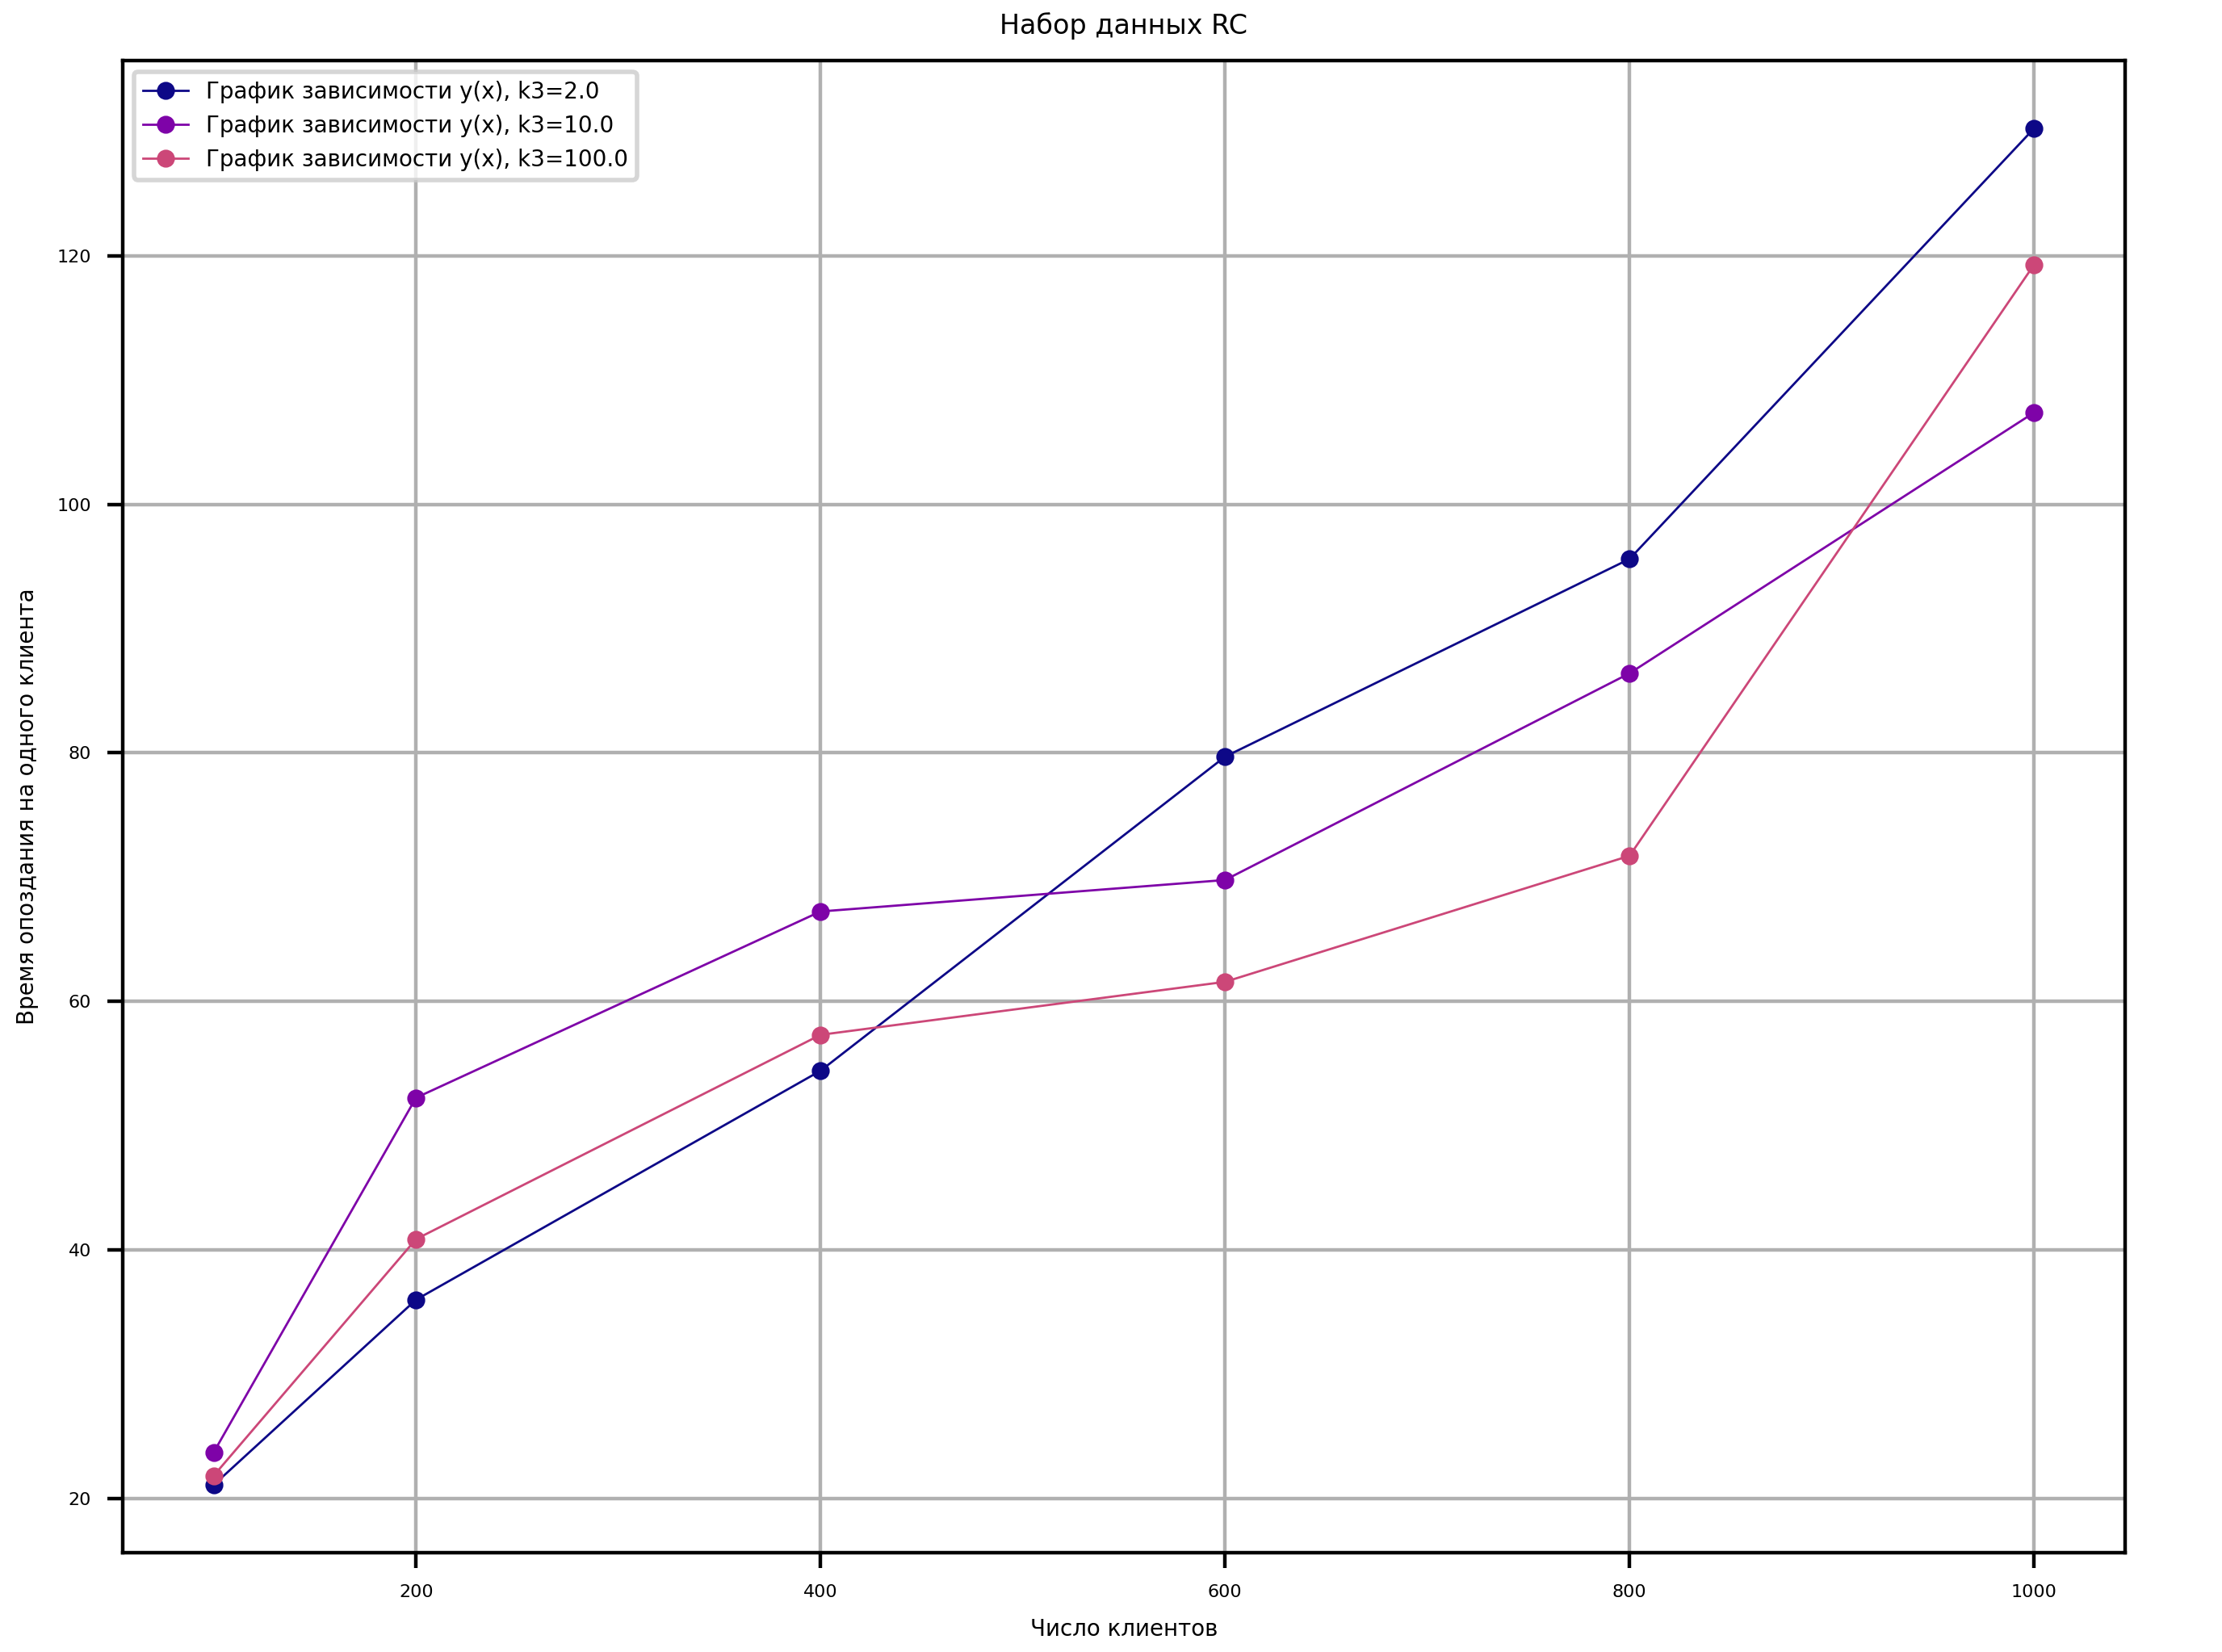 Набор данных RC
График зависимости y(x), k3=2.0
График зависимости y(x), k3=10.0
График зависимости y(x), k3=100.0
120
100
80
60
40
20
Время опоздания на одного клиента
200 400 600 800 1000
Число клиентов